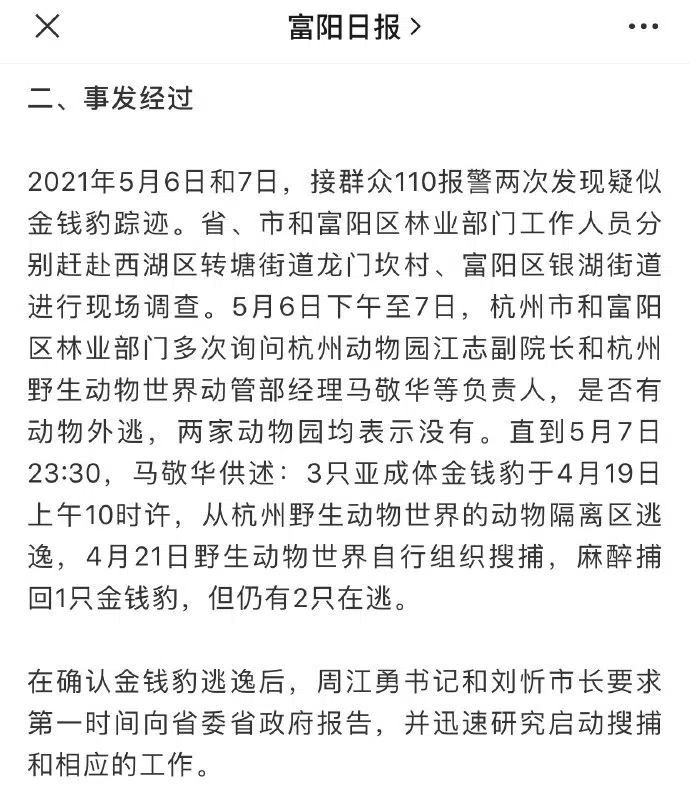 富阳日报
二、事发经过
2021年5月6日和7日，接群众110报警两次发现疑似
金钱豹踪迹。省、市和富阳区林业部门工作人员分
别赶赴西湖区转塘街道龙门坎村、富阳区银湖街道
进行现场调查。5月6日下午至7日，杭州市和富阳
区林业部门多次询问杭州动物园江志副院长和杭州
野生动物世界动管部经理马敬华等负责人，是否有
动物外逃，两家动物园均表示没有。直到5月7日
23:30，马敬华供述：3只亚成体金钱豹于4月19日
上午10时许，从杭州野生动物世界的动物隔离区逃
逸，4月21日野生动物世界自行组织搜捕，麻醉捕
回1只金钱豹，但仍有2只在逃。
在确认金钱豹逃逸后，周江勇书记和刘忻市长要求
第一时间向省委省政府报告，并迅速研究启动搜捕
和相应的工作。